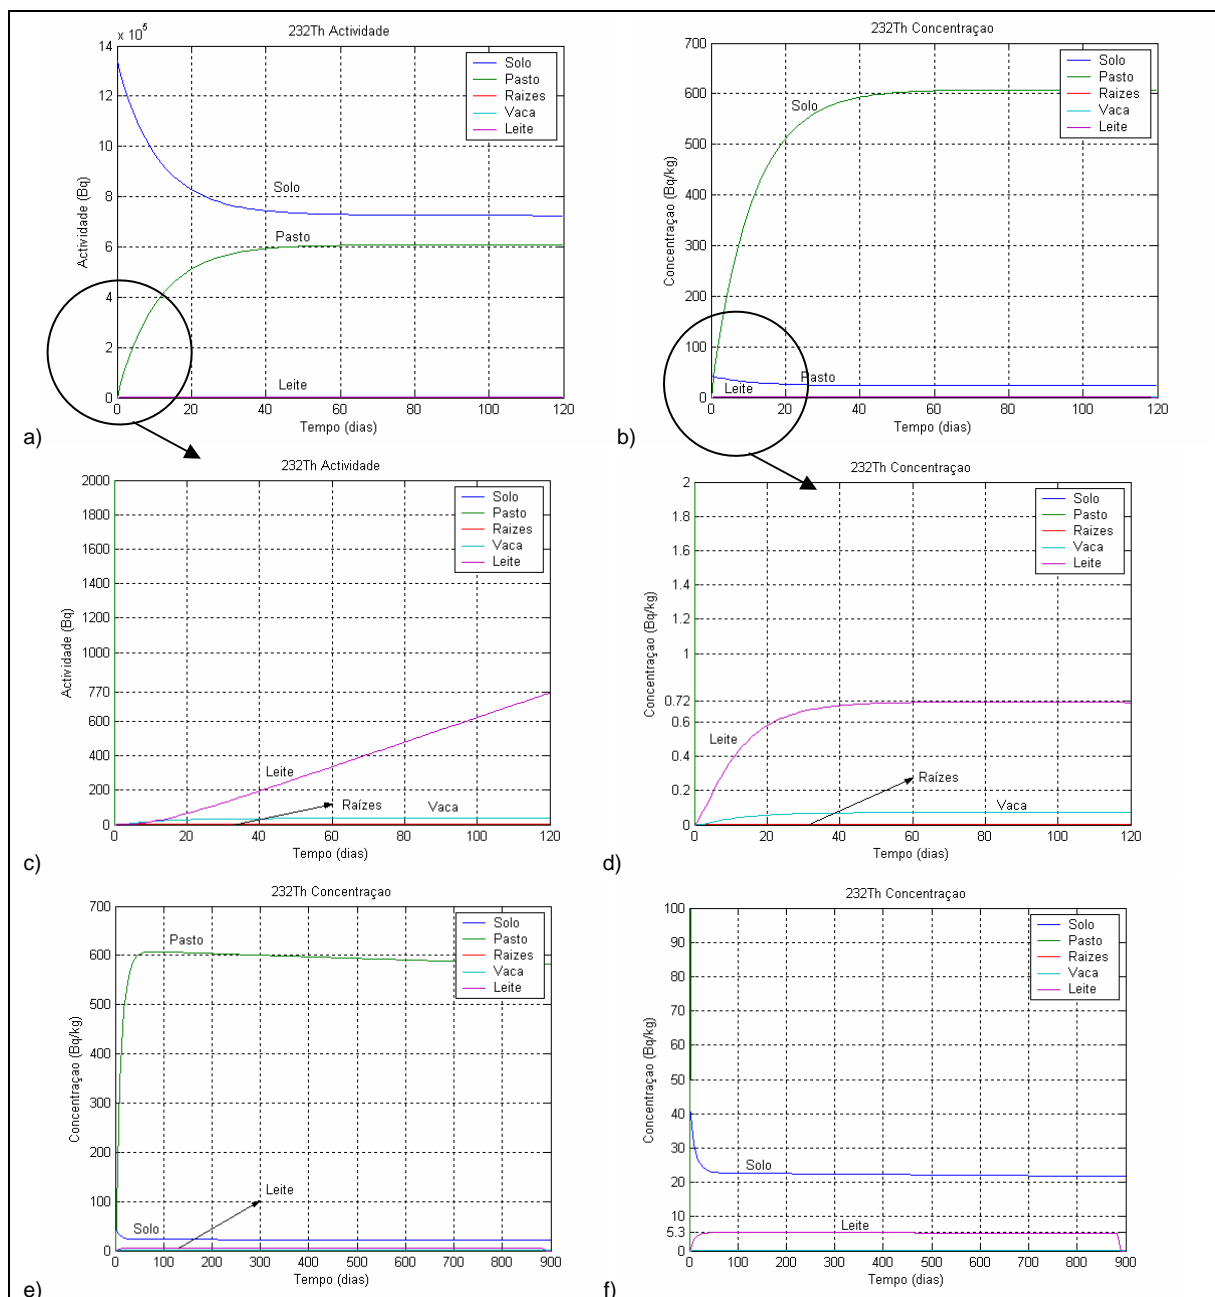 232Th Actividade
x 10⁵
14
12
10
8
6
4
2
0
Actividade (Bq)
Solo
Pasto
Raizes
Vaca
Leite
Solo
Pasto
Leite
0 20 40 60 80 100 120
Tempo (dias)
a)
232Th Concentraçao
700
600
500
400
300
200
100
0
Concentraçao (Bq/kg)
Solo
Pasto
Raizes
Vaca
Leite
Solo
Pasto
Leite
0 20 40 60 80 100 120
Tempo (dias)
b)
232Th Actividade
2000
1800
1600
1400
1200
1000
770
600
400
200
0
Actividade (Bq)
Solo
Pasto
Raizes
Vaca
Leite
Leite
Raízes
Vaca
0 20 40 60 80 100 120
Tempo (dias)
c)
232Th Concentraçao
2
1.8
1.6
1.4
1.2
1
0.72
0.6
0.4
0.2
0
Concentraçao (Bq/kg)
Solo
Pasto
Raizes
Vaca
Leite
Leite
Raízes
Vaca
0 20 40 60 80 100 120
Tempo (dias)
d)
232Th Concentraçao
700
600
500
400
300
200
100
0
Concentraçao (Bq/kg)
Solo
Pasto
Raizes
Vaca
Leite
Pasto
Leite
Solo
0 100 200 300 400 500 600 700 800 900
Tempo (dias)
e)
232Th Concentraçao
100
90
80
70
60
50
40
30
20
10
5.3
0
Concentraçao (Bq/kg)
Solo
Pasto
Raizes
Vaca
Leite
Solo
Leite
0 100 200 300 400 500 600 700 800 900
Tempo (dias)
f)